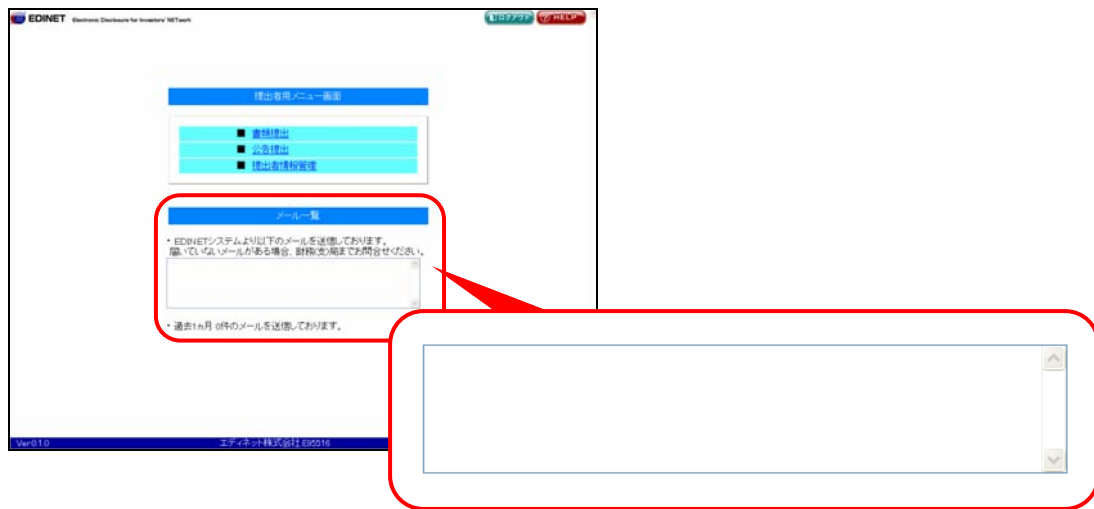 EDINET Electronic Disclosure for Investors' NETwork
ログアウト
HELP
提出者用メニュー画面
■ 書類提出
■ 公告提出
■ 提出者情報管理
メール一覧
・EDINETシステムより以下のメールを送信しております。
届いていないメールがある場合、財務(支)局までお問合せください。
・過去1ヵ月 0件のメールを送信しております。
Ver0.1.0
エディネット株式会社 E95516